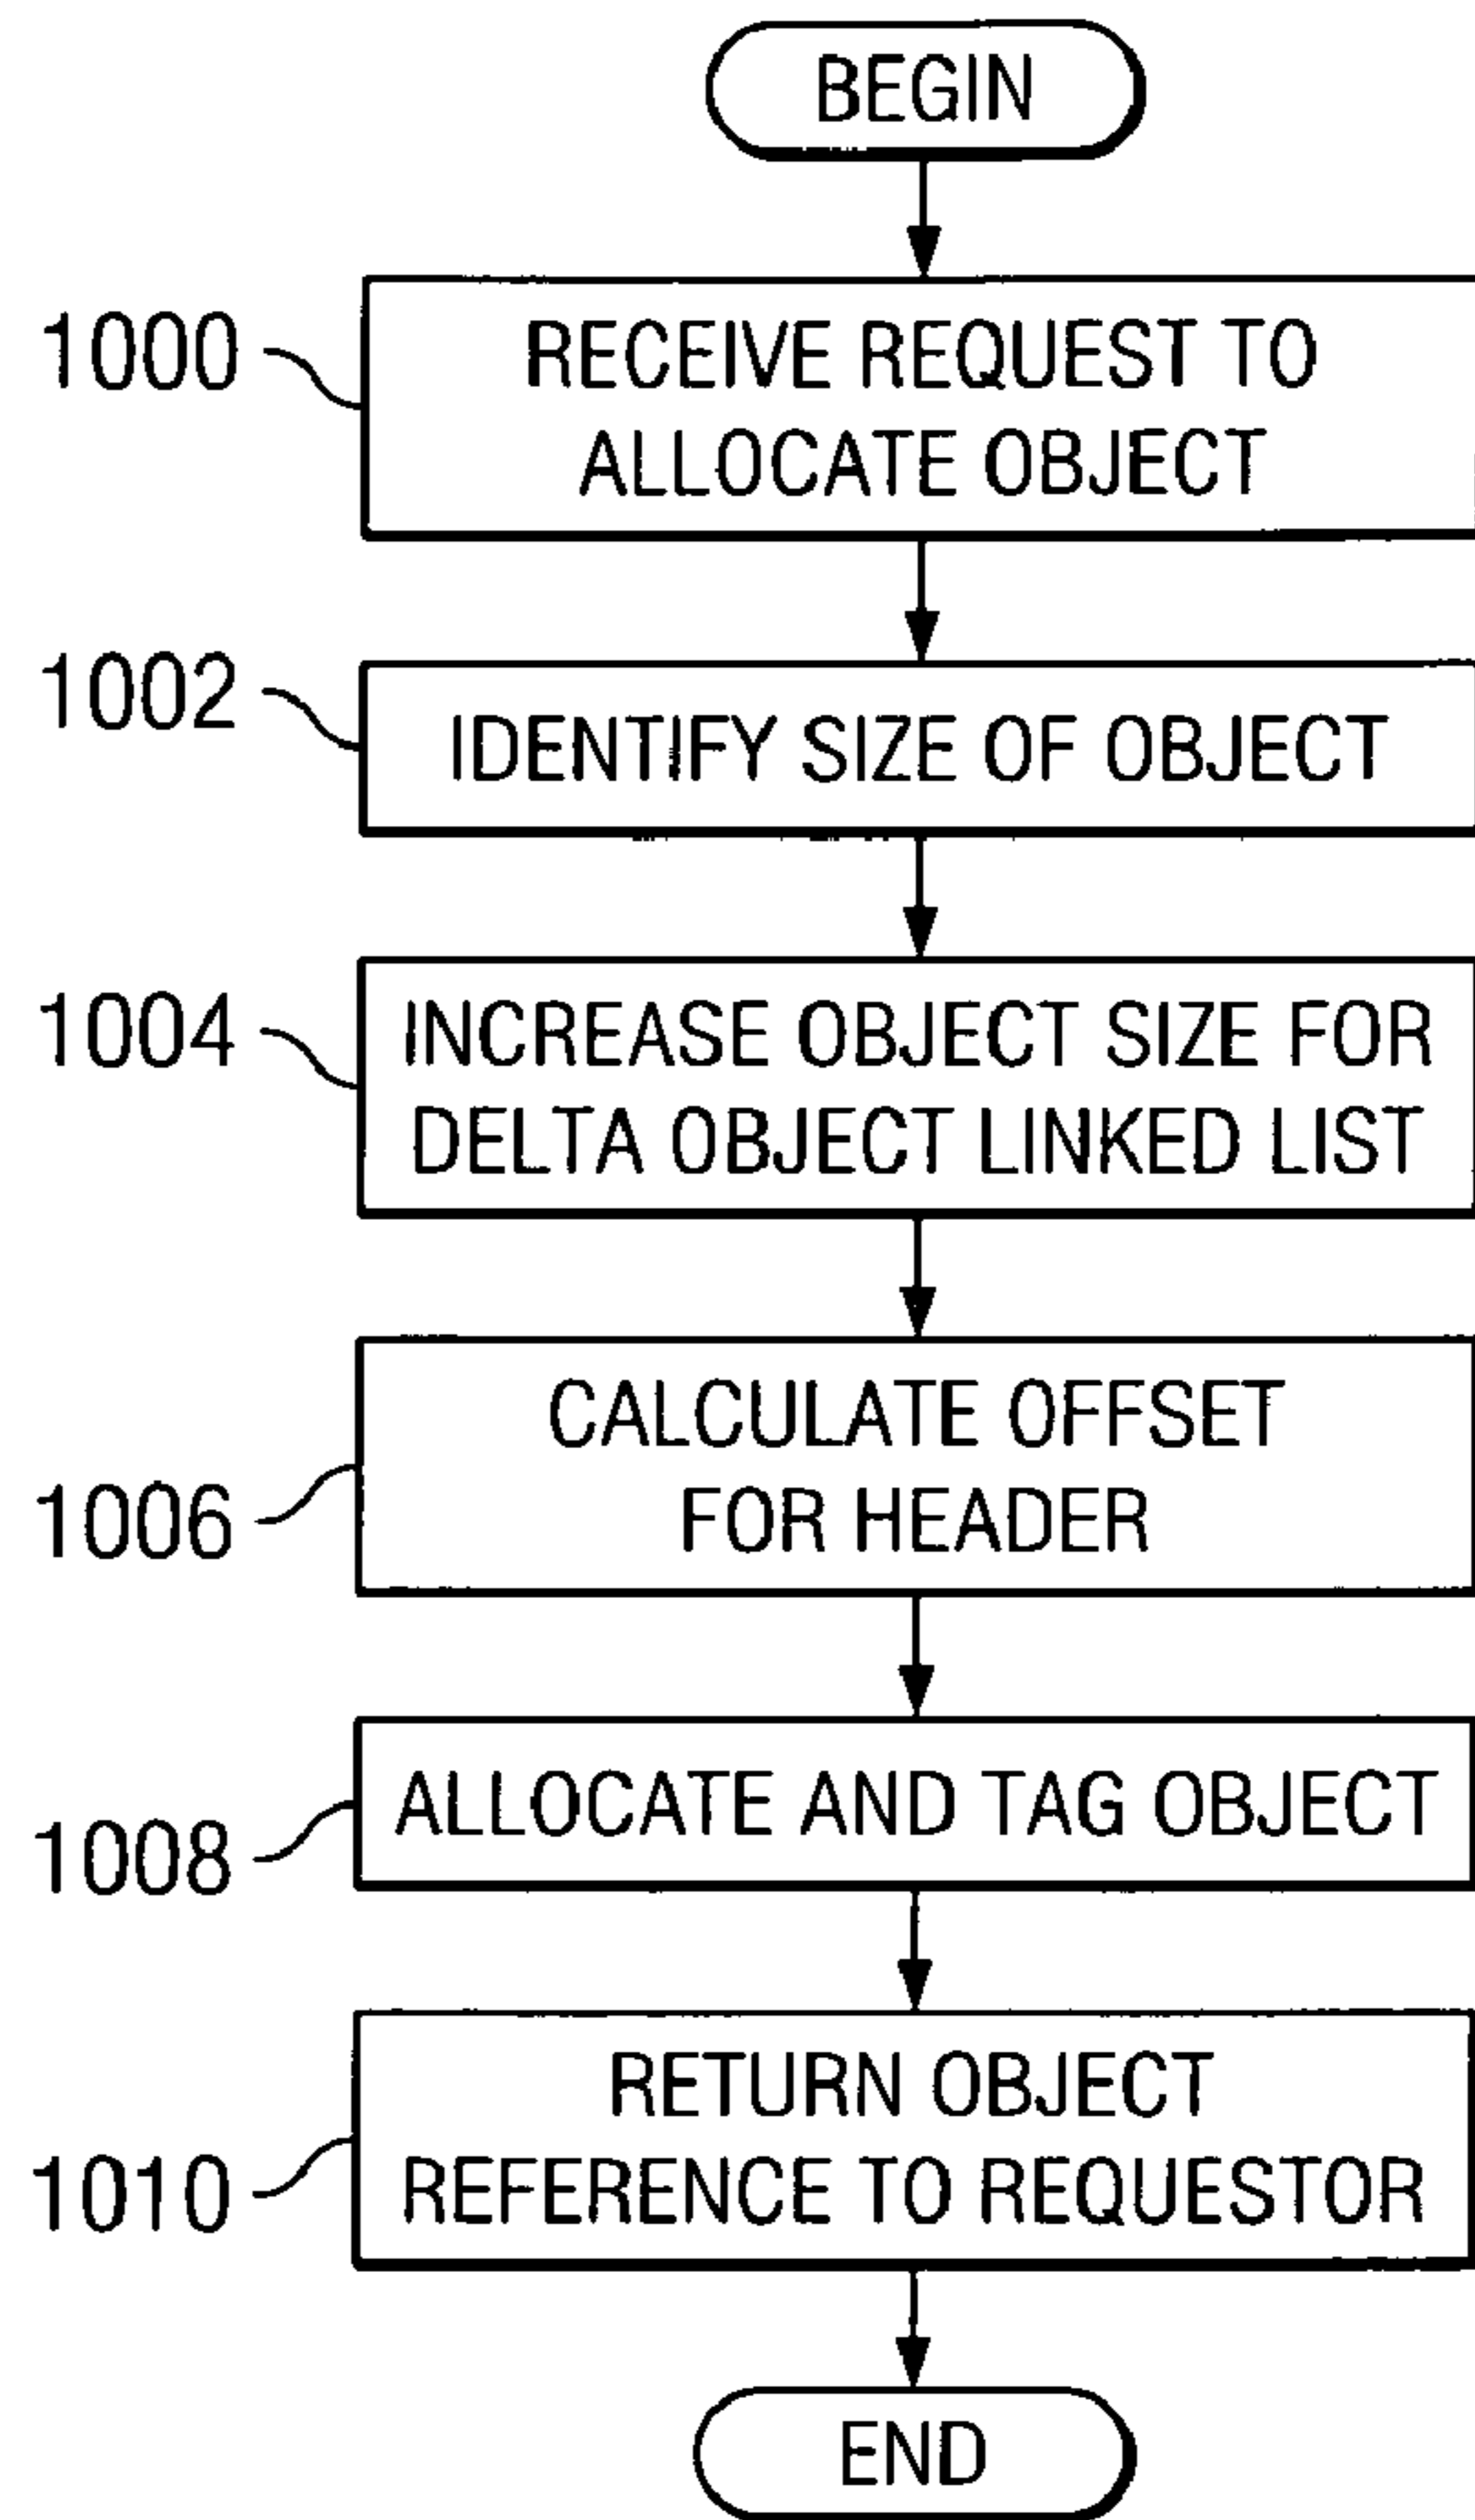 BEGIN
1000
RECEIVE REQUEST TO
ALLOCATE OBJECT
1002
IDENTIFY SIZE OF OBJECT
1004
INCREASE OBJECT SIZE FOR
DELTA OBJECT LINKED LIST
CALCULATE OFFSET
FOR HEADER
1006
ALLOCATE AND TAG OBJECT
1008
RETURN OBJECT
REFERENCE TO REQUESTOR
1010
END